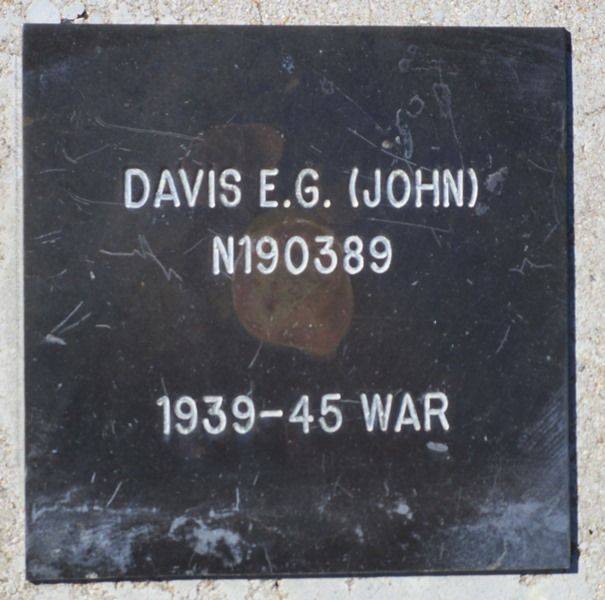 DAVIS E.G. (JOHN)
N190389
1939-45 WAR